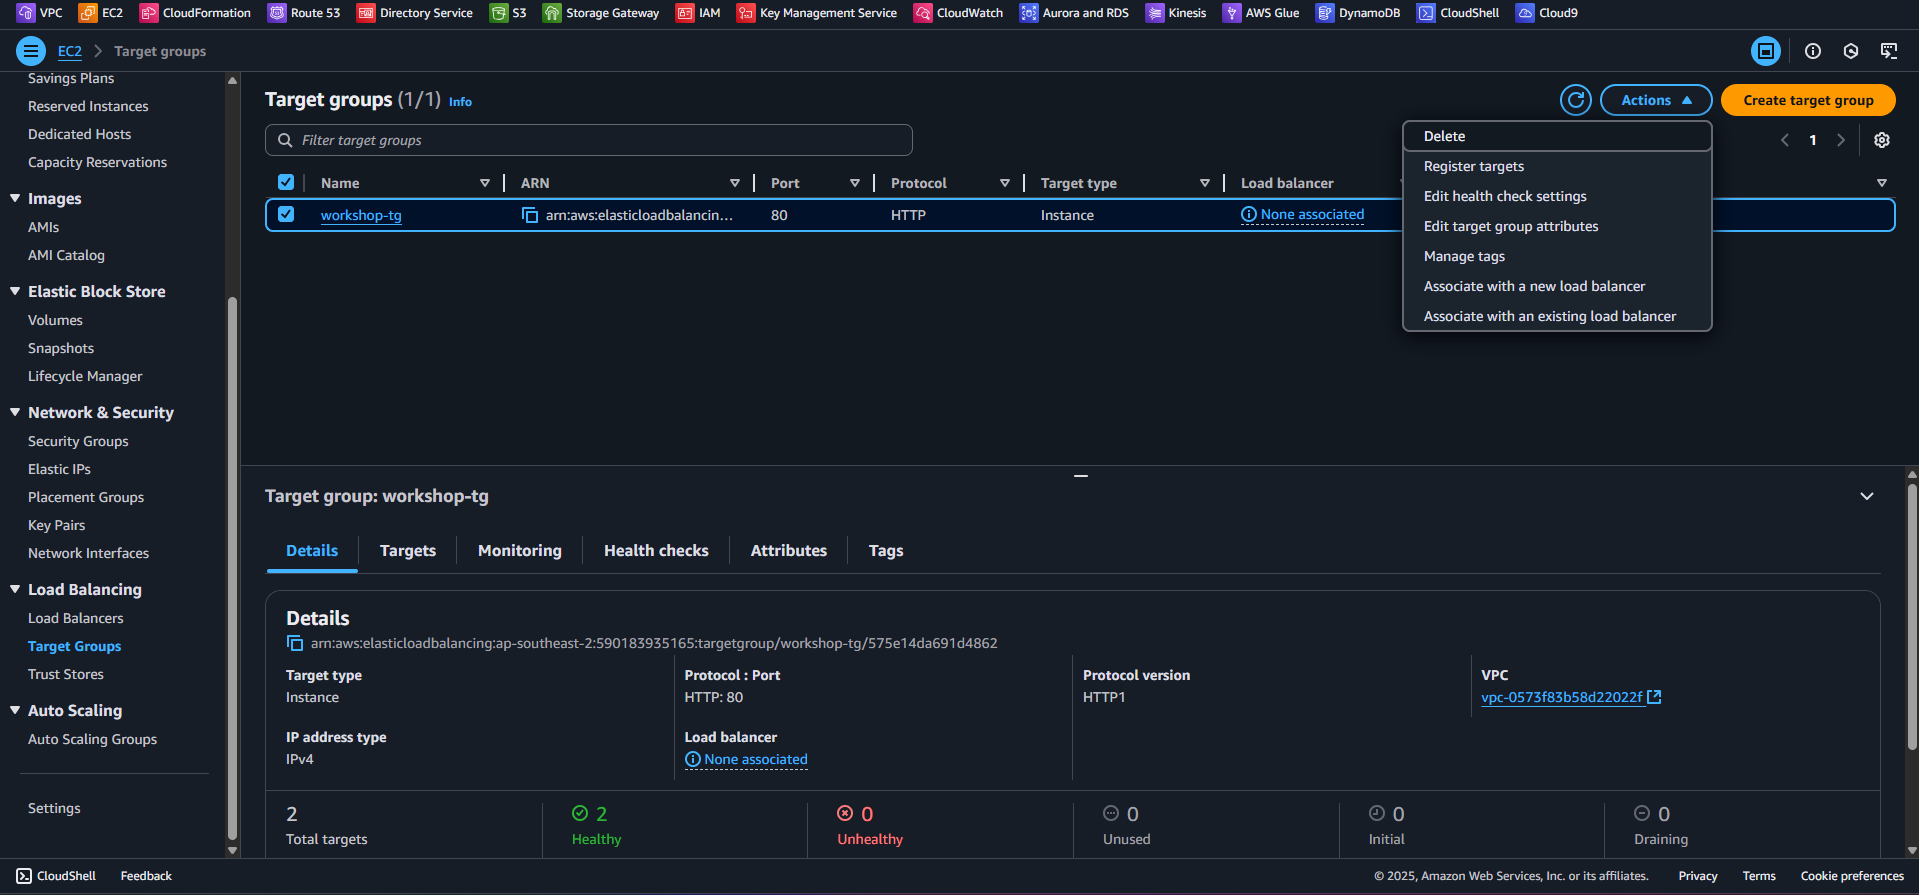 VPC EC2 CloudFormation Route 53 Directory Service S3 Storage Gateway IAM Key Management Service CloudWatch Aurora and RDS Kinesis AWS Glue DynamoDB CloudShell Cloud9
EC2 Target groups
Savings Plans
Reserved Instances
Dedicated Hosts
Capacity Reservations
Images
AMIs
AMI Catalog
Elastic Block Store
Volumes
Snapshots
Lifecycle Manager
Network & Security
Security Groups
Elastic IPs
Placement Groups
Key Pairs
Network Interfaces
Load Balancing
Load Balancers
Target Groups
Trust Stores
Auto Scaling
Auto Scaling Groups
Settings
Target groups (1/1) Info
Actions
Create target group
Filter target groups
1
Delete
Register targets
Edit health check settings
Edit target group attributes
Manage tags
Associate with a new load balancer
Associate with an existing load balancer
Name ARN Port Protocol Target type Load balancer
workshop-tg arn:aws:elasticloadbalancin... 80 HTTP Instance None associated
Target group: workshop-tg
Details Targets Monitoring Health checks Attributes Tags
Details
arn:aws:elasticloadbalancing:ap-southeast-2:590183935165:targetgroup/workshop-tg/575e14da691d4862
Target type Protocol : Port Protocol version VPC
Instance HTTP: 80 HTTP1 vpc-0573f83b58d22022f
IP address type Load balancer
IPv4 None associated
2 2 0 0 0 0
Total targets Healthy Unhealthy Unused Initial Draining
CloudShell Feedback © 2025, Amazon Web Services, Inc. or its affiliates. Privacy Terms Cookie preferences